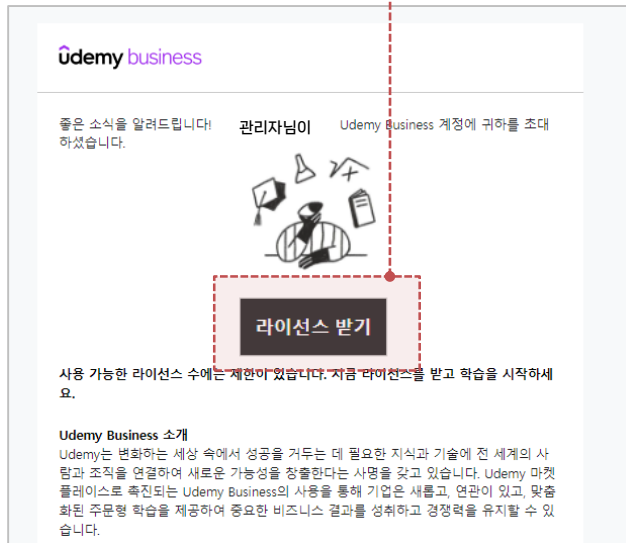 ûdemy business
좋은 소식을 알려드립니다! 관리자님이 Udemy Business 계정에 귀하를 초대
하셨습니다.
라이선스 받기
사용 가능한 라이선스 수에는 제한이 있습니다. 지금 라이선스를 받고 학습을 시작하세
요.
Udemy Business 소개
Udemy는 변화하는 세상 속에서 성공을 거두는 데 필요한 지식과 기술에 전 세계의 사
람과 조직을 연결하여 새로운 가능성을 창출한다는 사명을 갖고 있습니다. Udemy 마켓
플레이스로 촉진되는 Udemy Business의 사용을 통해 기업은 새롭고, 연관이 있고, 맞춤
화된 주문형 학습을 제공하여 중요한 비즈니스 결과를 성취하고 경쟁력을 유지할 수 있
습니다.